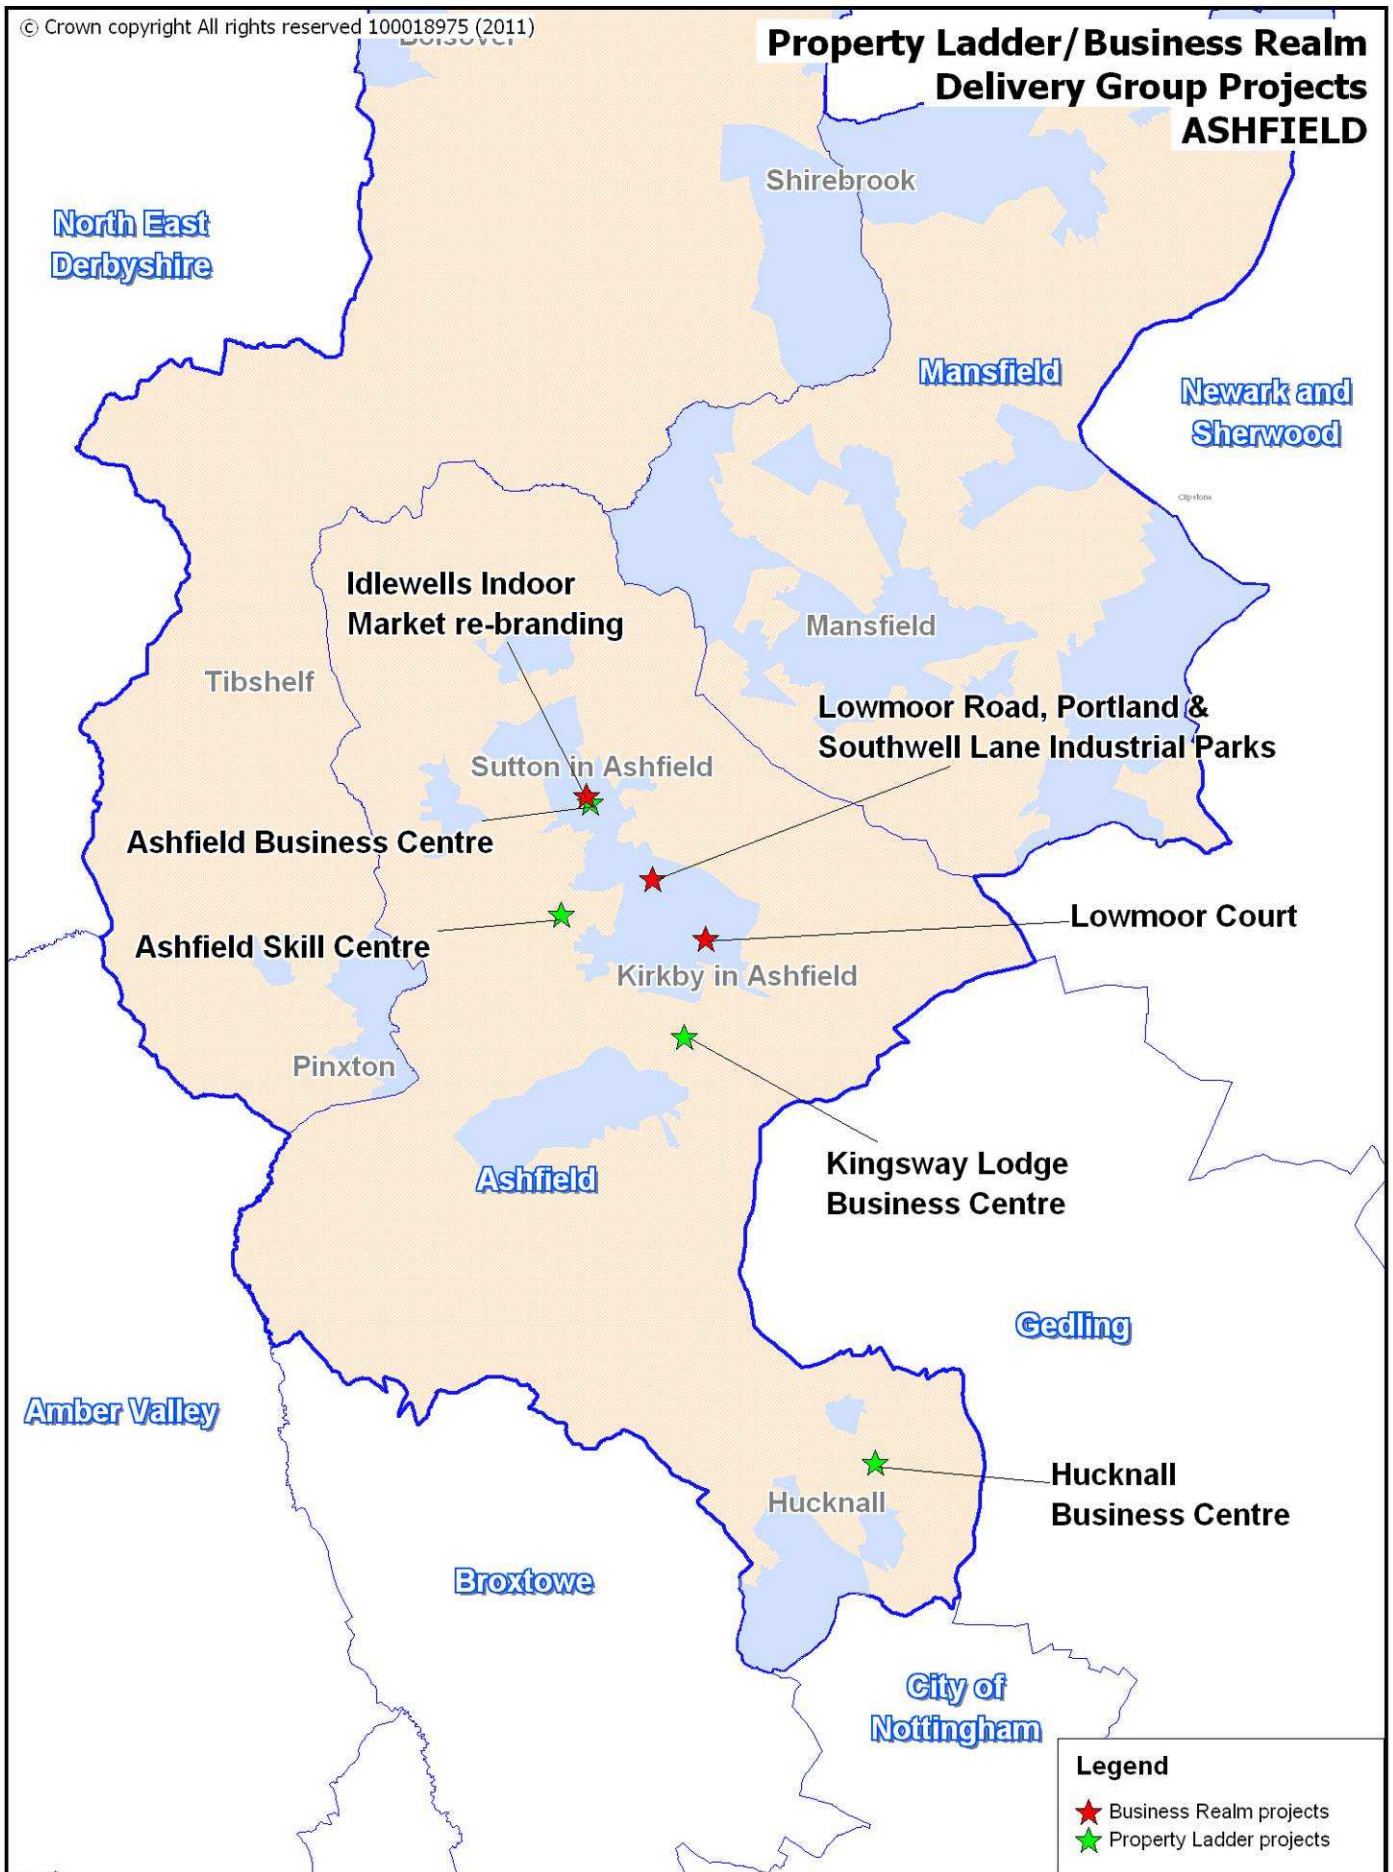 © Crown copyright All rights reserved 100018975 (2011)
Property Ladder/Business Realm
Delivery Group Projects
ASHFIELD
Bolsover
Shirebrook
North East
Derbyshire
Mansfield
Newark and
Sherwood
Clipstone
Idlewells Indoor
Market re-branding
Mansfield
Tibshelf
Lowmoor Road, Portland &
Southwell Lane Industrial Parks
Sutton in Ashfield
Ashfield Business Centre
Lowmoor Court
Ashfield Skill Centre
Kirkby in Ashfield
Pinxton
Kingsway Lodge
Business Centre
Ashfield
Gedling
Amber Valley
Hucknall
Business Centre
Hucknall
Broxtowe
City of
Nottingham
Legend
Business Realm projects
Property Ladder projects